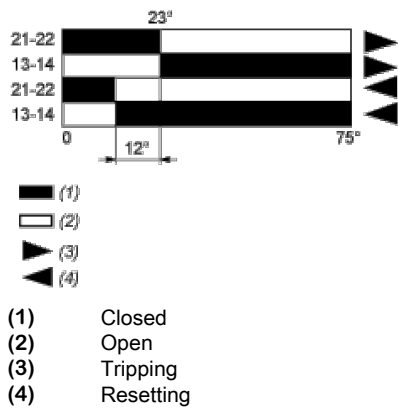 23°
21-22
13-14
21-22
13-14
0 75°
12°
(1)
(2)
(3)
(4)
(1) Closed
(2) Open
(3) Tripping
(4) Resetting